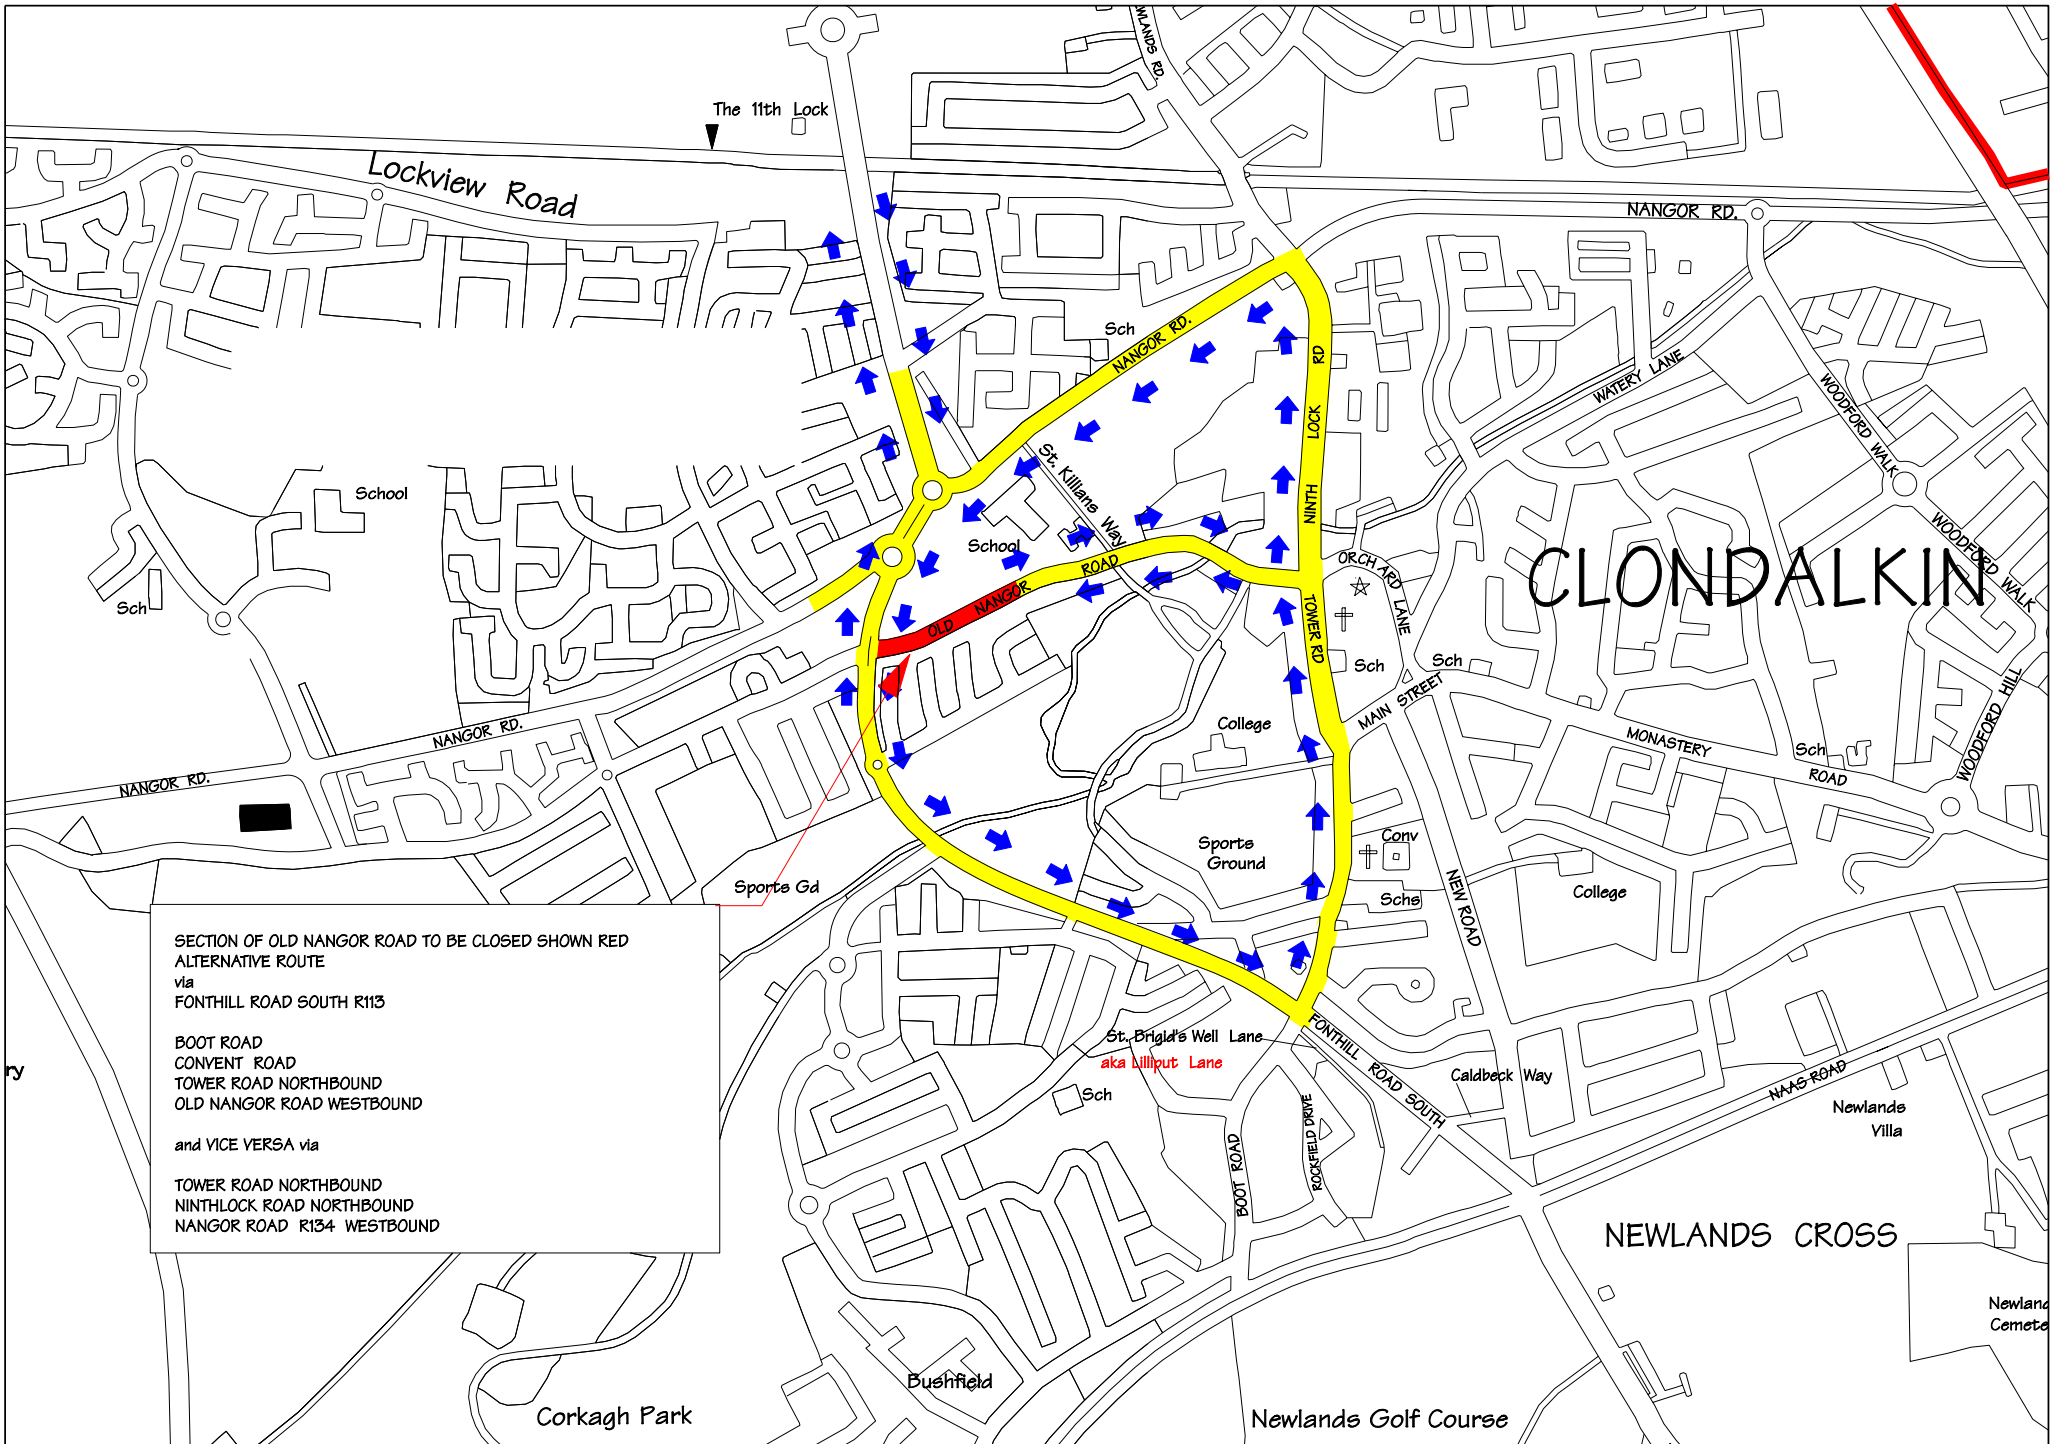 WLANDS RD.
The 11th Lock
Lockview Road
NANGOR RD.
Sch
NANGOR RD.
NINTH LOCK RD
WATERY LANE
WOODFORD WALK
St. Killians Way
School
School
OLD NANGOR ROAD
ORCHARD LANE
WOODFORD WALK
CLONDALKIN
Sch
TOWER RD
Sch
Sch
MAIN STREET
WOODFORD HILL
NANGOR RD.
College
MONASTERY ROAD
Sch
NANGOR RD.
Sports
Ground
Conv
Sports Gd
Schs
NEW ROAD
College
SECTION OF OLD NANGOR ROAD TO BE CLOSED SHOWN RED
ALTERNATIVE ROUTE
via
FONTHILL ROAD SOUTH R113
BOOT ROAD
CONVENT ROAD
TOWER ROAD NORTHBOUND
OLD NANGOR ROAD WESTBOUND
and VICE VERSA via
TOWER ROAD NORTHBOUND
NINTHLOCK ROAD NORTHBOUND
NANGOR ROAD R134 WESTBOUND
ry
St. Brigid's Well Lane
aka Lilliput Lane
FONTHILL ROAD SOUTH
Caldbeck Way
NAAS ROAD
Sch
Newlands
Villa
BOOT ROAD
ROCKFIELD DRIVE
NEWLANDS CROSS
Newland
Cemete
Bushfield
Corkagh Park
Newlands Golf Course